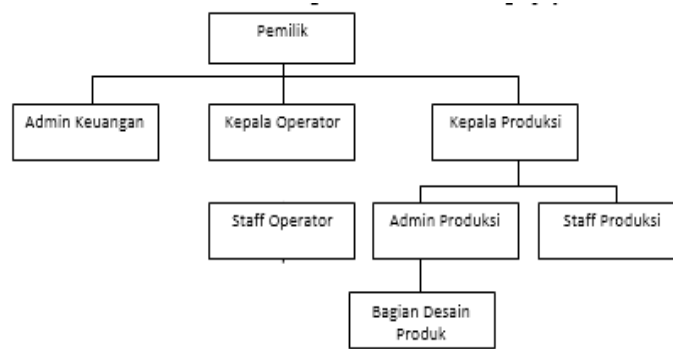 Pemilik
Admin Keuangan
Kepala Operator
Kepala Produksi
Staff Operator
Admin Produksi
Staff Produksi
Bagian Desain
Produk